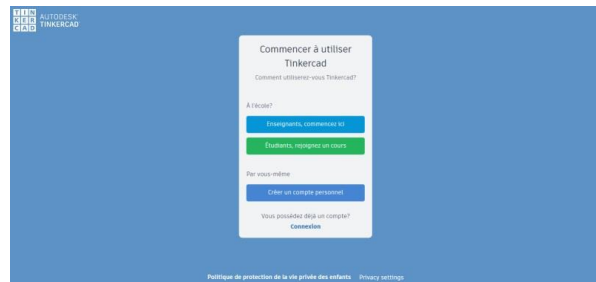 TIN
KER
CAD
AUTODESK
TINKERCAD
Commencer à utiliser
Tinkercad
Comment utiliserez-vous Tinkercad?
À l'école?
Enseignants, commencez ici
Étudiants, rejoignez un cours
Par vous-même
Créer un compte personnel
Vous possédez déjà un compte?
Connexion
Politique de protection de la vie privée des enfants Privacy settings